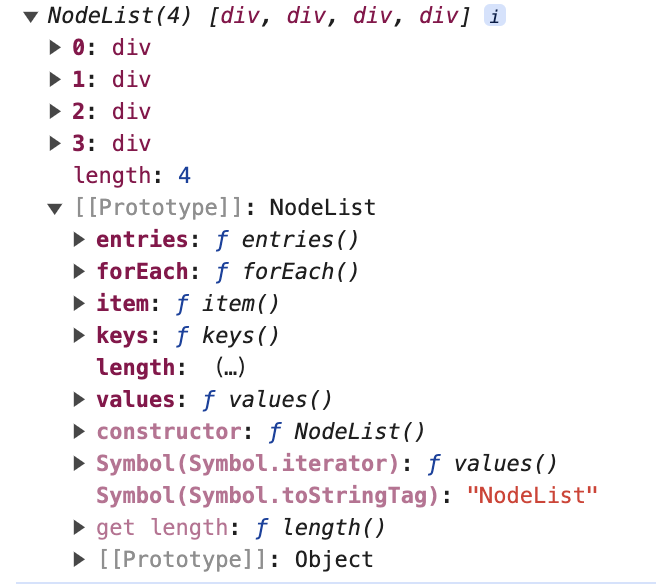 ▼ NodeList(4) [div, div, div, div] i
▶ 0: div
▶ 1: div
▶ 2: div
▶ 3: div
length: 4
▼ [[Prototype]]: NodeList
▶ entries: ƒ entries()
▶ forEach: ƒ forEach()
▶ item: ƒ item()
▶ keys: ƒ keys()
length: (…)
▶ values: ƒ values()
▶ constructor: ƒ NodeList()
▶ Symbol(Symbol.iterator): ƒ values()
Symbol(Symbol.toStringTag): "NodeList"
▶ get length: ƒ length()
▶ [[Prototype]]: Object